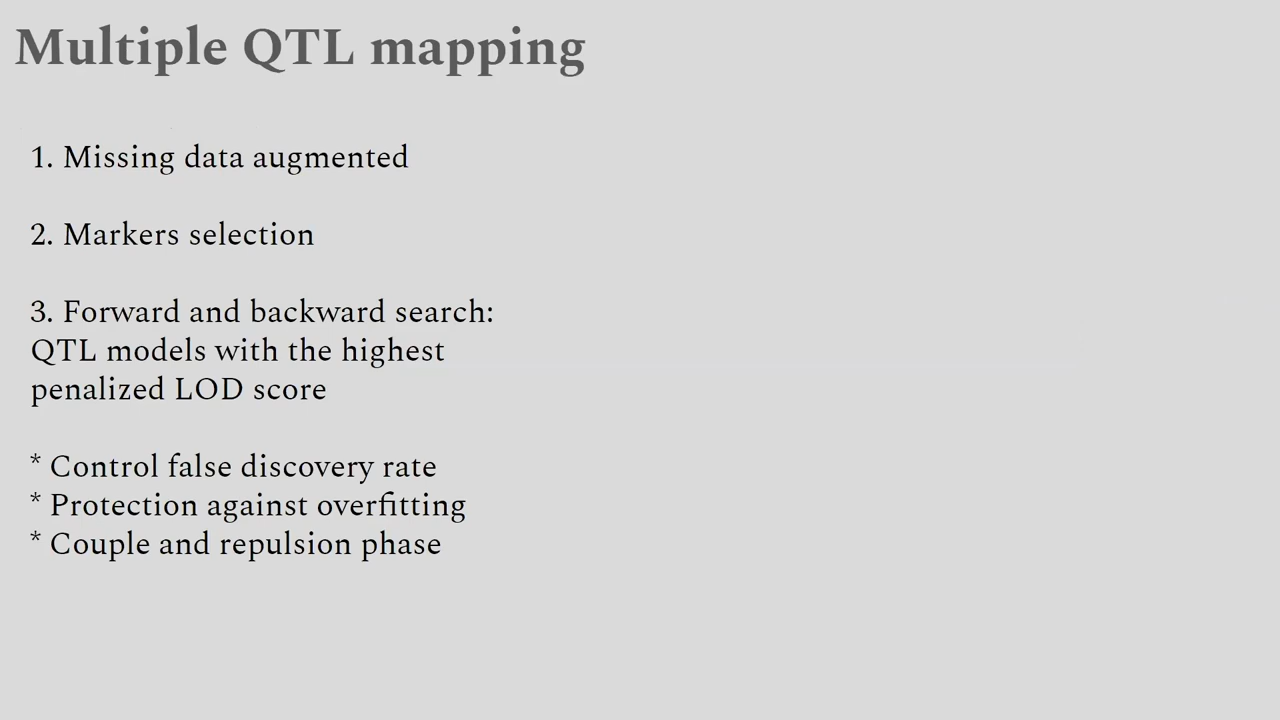 Multiple QTL mapping
1. Missing data augmented
2. Markers selection
3. Forward and backward search:
QTL models with the highest
penalized LOD score
* Control false discovery rate
* Protection against overfitting
* Couple and repulsion phase